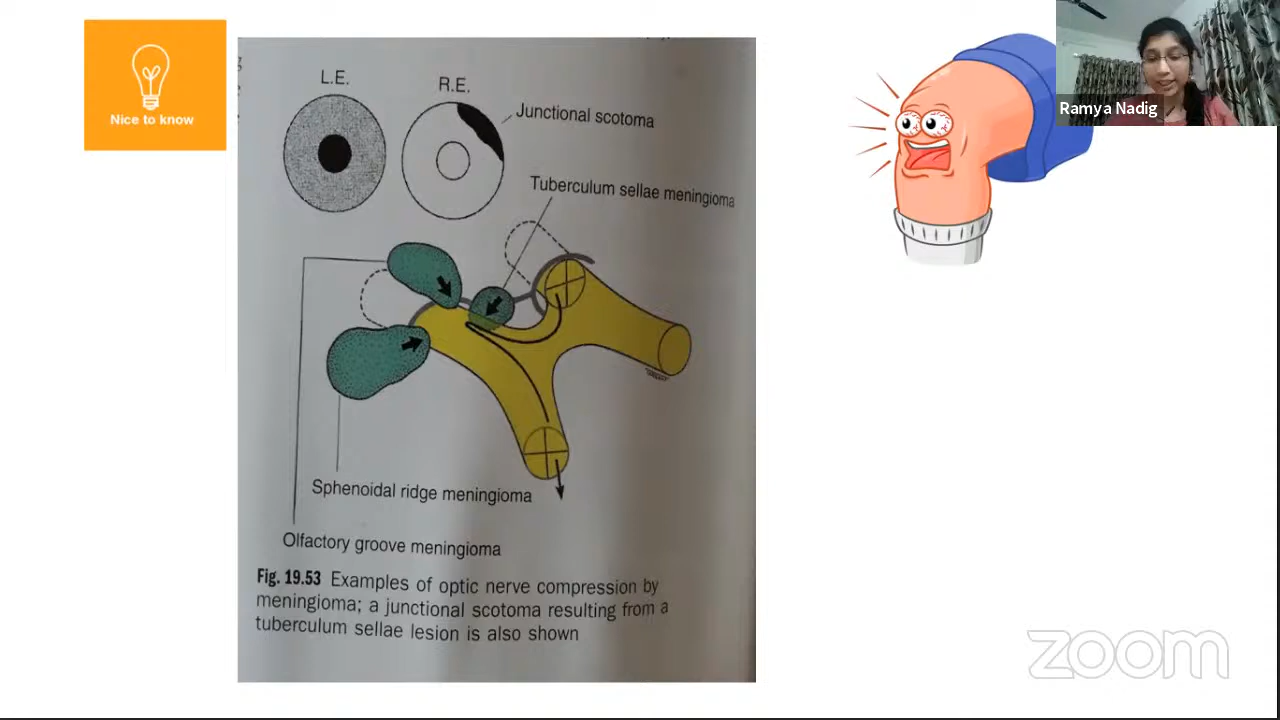 Nice to know
L.E.
R.E.
Junctional scotoma
Tuberculum sellae meningioma
Sphenoidal ridge meningioma
Olfactory groove meningioma
Fig. 19.53 Examples of optic nerve compression by
meningioma; a junctional scotoma resulting from a
tuberculum sellae lesion is also shown
Ramya Nadig
zoom